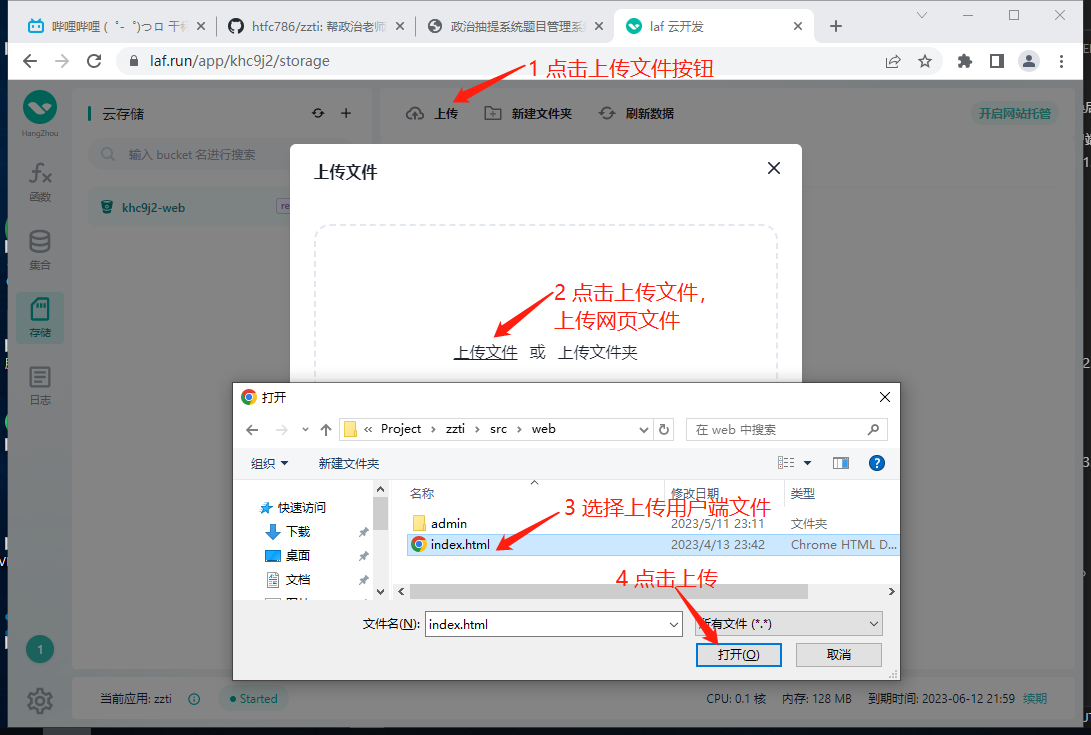 哔哩哔哩 (゜-゜)つロ 干杯
htfc786/zzti: 帮政治老师
政治抽提系统题目管理系
laf 云开发
laf.run/app/khc9j2/storage
1 点击上传文件按钮
HangZhou
云存储
上传
新建文件夹
刷新数据
开启网站托管
输入 bucket 名进行搜索
上传文件
函数
khc9j2-web
re
集合
2 点击上传文件，
上传网页文件
存储
上传文件 或 上传文件夹
日志
打开
« Project › zzti › src › web
在 web 中搜索
组织
新建文件夹
名称
修改日期
类型
快速访问
3 选择上传用户端文件
下载
admin
2023/5/11 23:11
文件夹
桌面
index.html
2023/4/13 23:42
Chrome HTML D...
文档
4 点击上传
文件名(N):
index.html
所有文件 (*.*)
打开(O)
取消
1
当前应用: zzti
Started
CPU: 0.1 核
内存: 128 MB
到期时间: 2023-06-12 21:59
续期